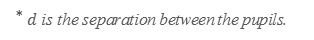 * d is the separation between the pupils.